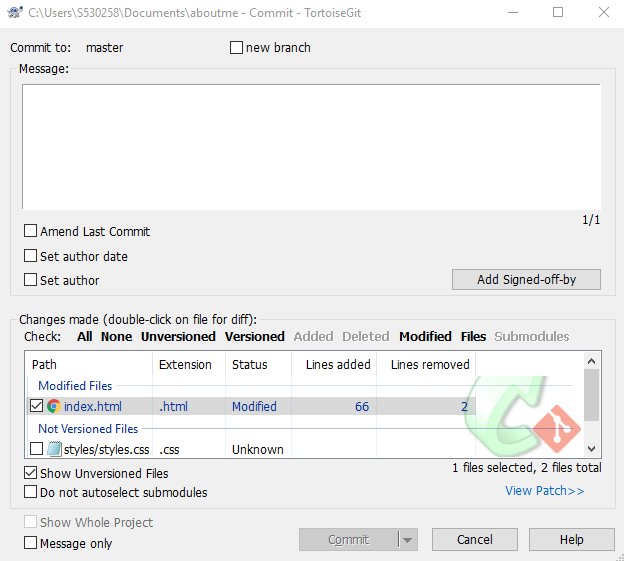 C:\Users\S530258\Documents\aboutme - Commit - TortoiseGit
Commit to: master new branch
Message:
1/1
Amend Last Commit
Set author date
Set author
Add Signed-off-by
Changes made (double-click on file for diff):
Check: All None Unversioned Versioned Added Deleted Modified Files Submodules
Path Extension Status Lines added Lines removed
Modified Files
index.html .html Modified 66 2
Not Versioned Files
styles/styles.css .css Unknown
Show Unversioned Files
1 files selected, 2 files total
Do not autoselect submodules
View Patch>>
Show Whole Project
Message only
Commit Cancel Help